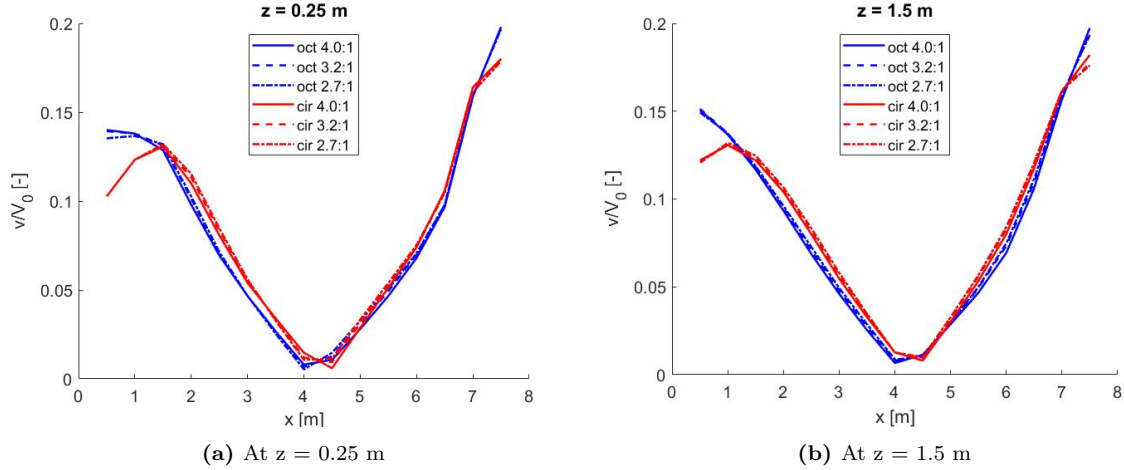 z = 0.25 m
0.2
0.15
0.1
0.05
0
v/V0 [-]
oct 4.0:1
oct 3.2:1
oct 2.7:1
cir 4.0:1
cir 3.2:1
cir 2.7:1
0 1 2 3 4 5 6 7 8
x [m]
(a) At z = 0.25 m
z = 1.5 m
0.2
0.15
0.1
0.05
0
v/V0 [-]
oct 4.0:1
oct 3.2:1
oct 2.7:1
cir 4.0:1
cir 3.2:1
cir 2.7:1
0 1 2 3 4 5 6 7 8
x [m]
(b) At z = 1.5 m